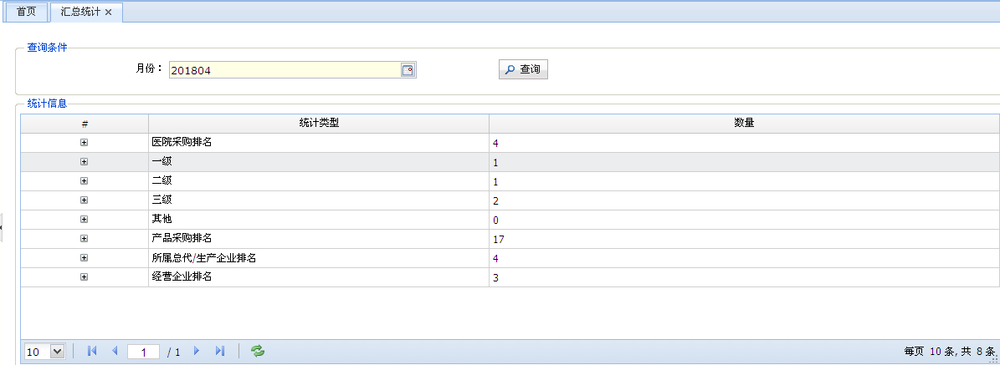 首页 汇总统计
查询条件
月份： 201804 查询
统计信息
# 统计类型 数量
医院采购排名 4
一级 1
二级 1
三级 2
其他 0
产品采购排名 17
所属总代/生产企业排名 4
经营企业排名 3
10 1 / 1 每页 10 条, 共 8 条